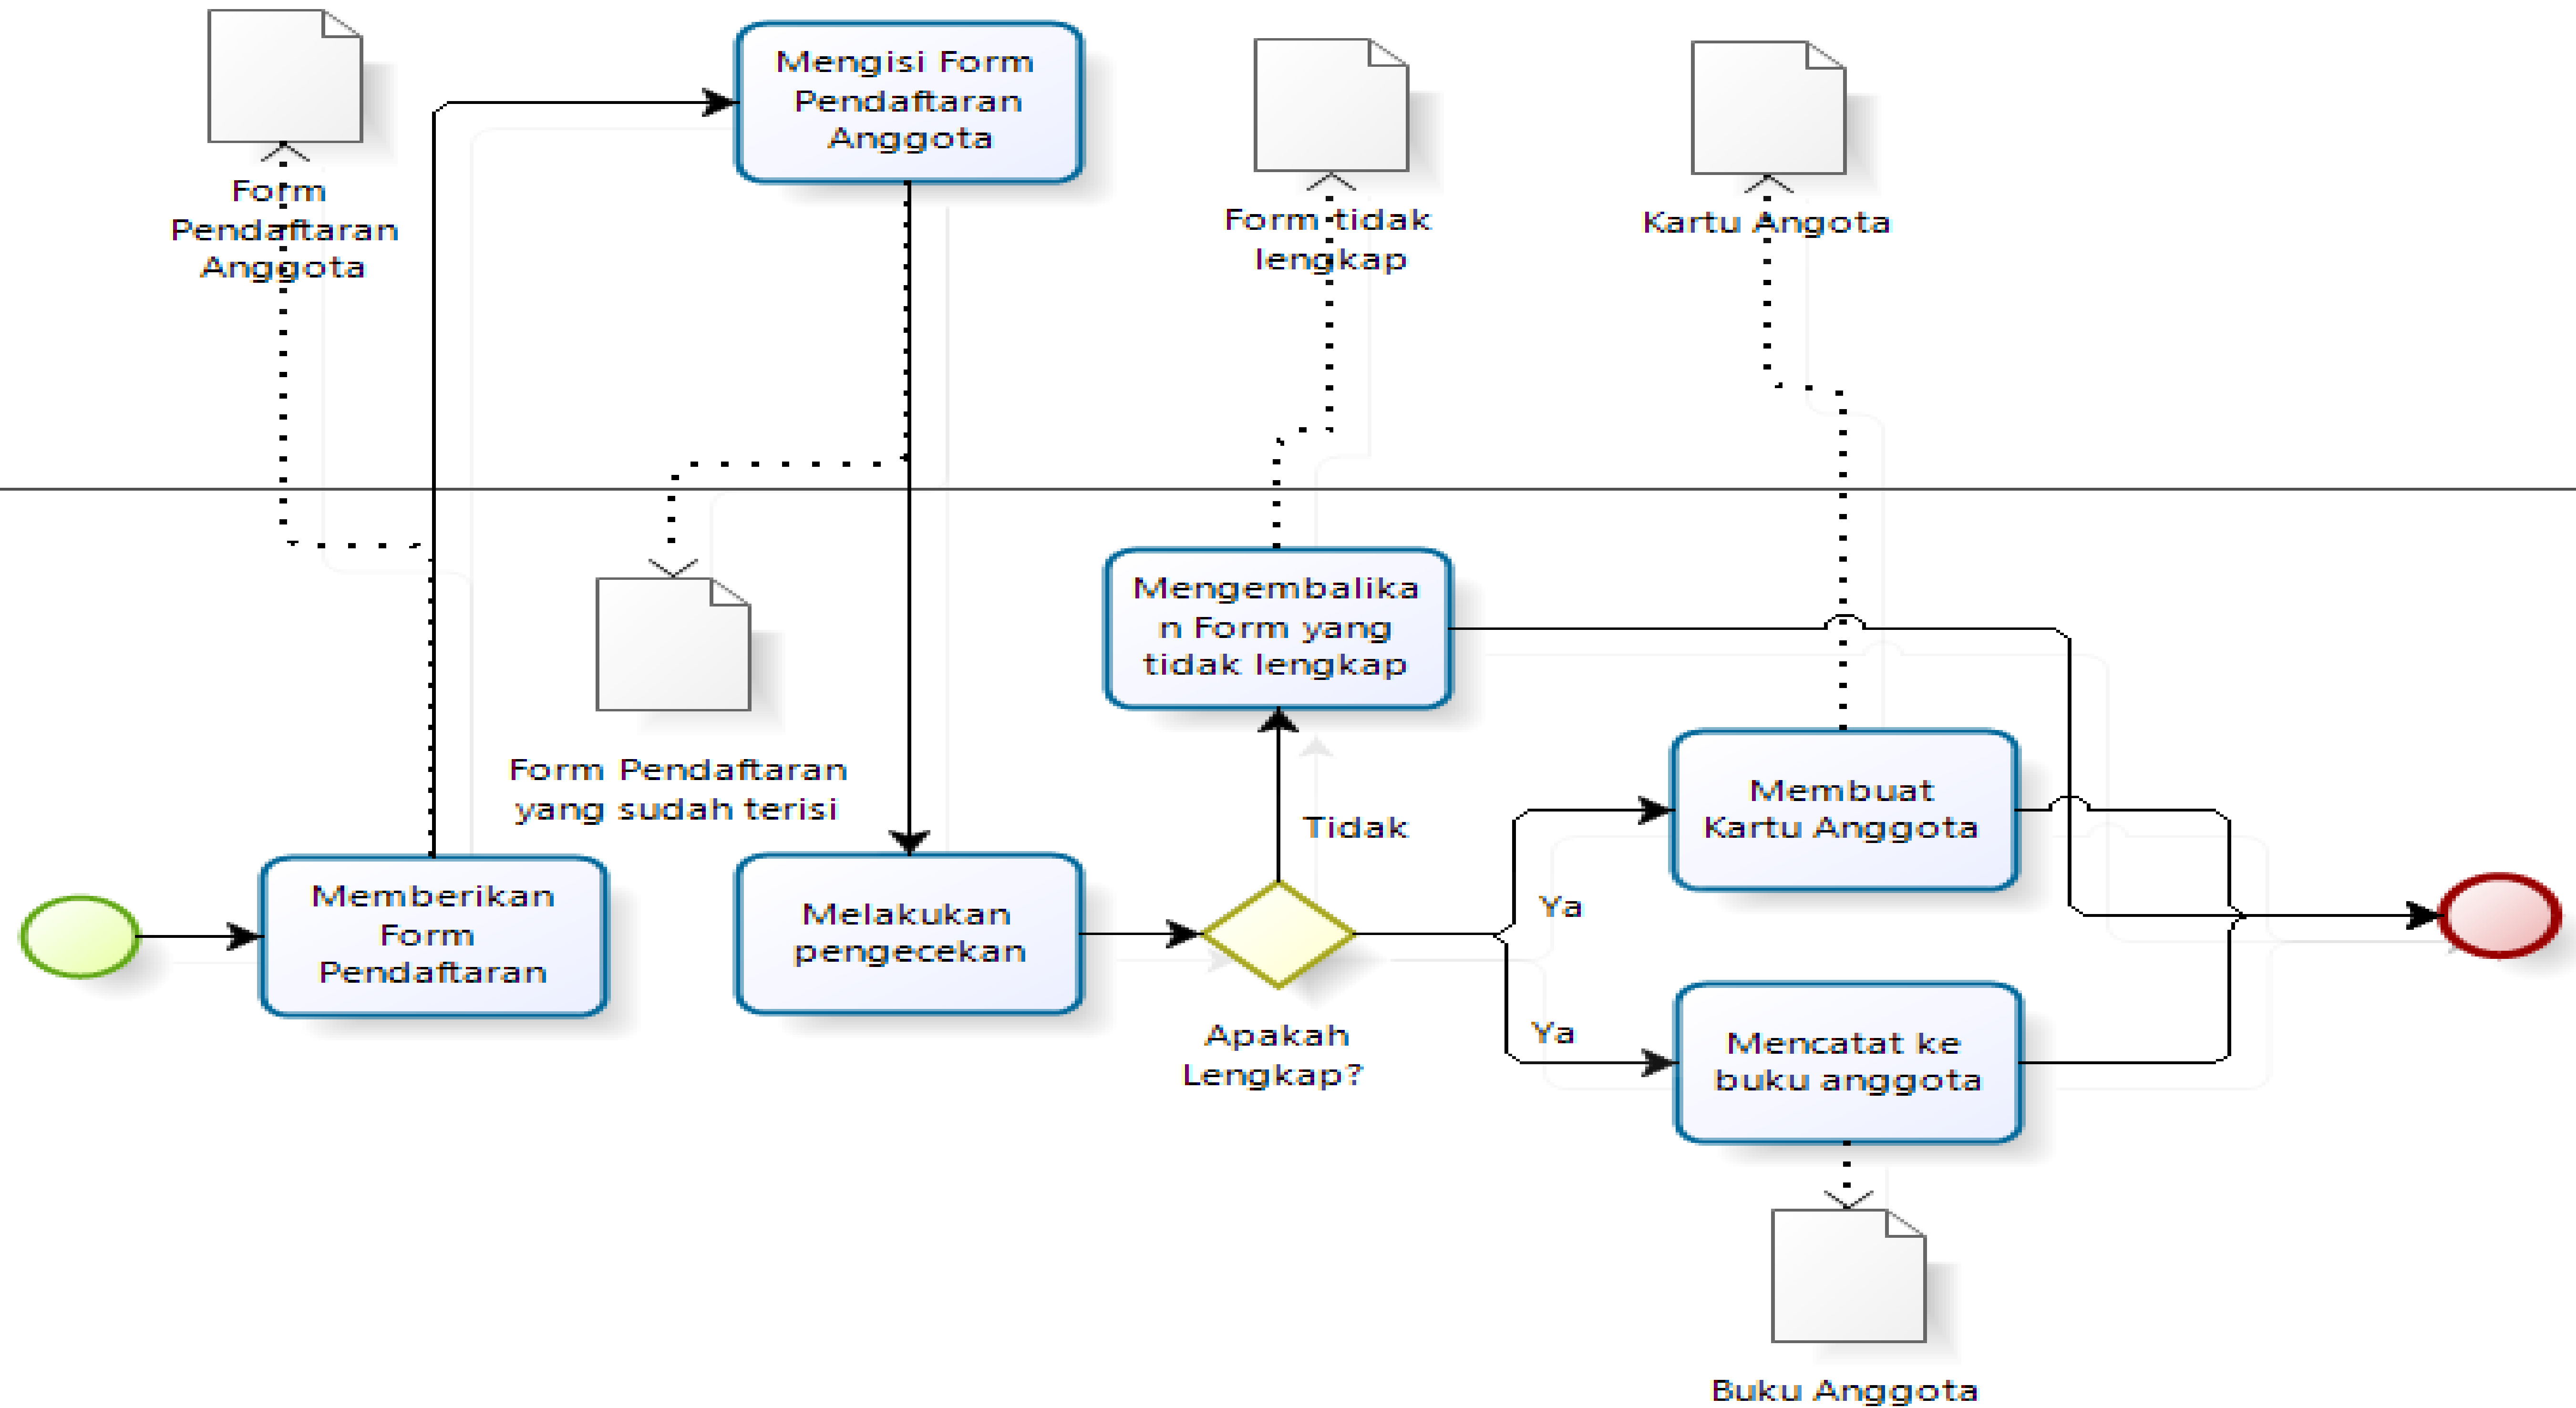 Mengisi Form
Pendaftaran
Anggota
Form
Pendaftaran
Anggota
Form tidak
lengkap
Kartu Angota
Mengembalika
n Form yang
tidak lengkap
Form Pendaftaran
yang sudah terisi
Membuat
Kartu Anggota
Tidak
Memberikan
Form
Pendaftaran
Melakukan
pengecekan
Ya
Ya
Apakah
Lengkap?
Mencatat ke
buku anggota
Buku Anggota